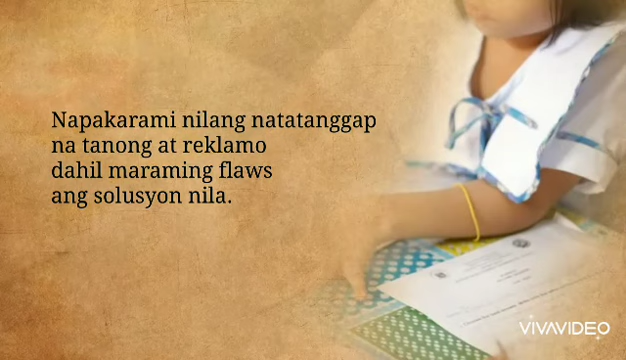 Napakarami nilang natatanggap
na tanong at reklamo
dahil maraming flaws
ang solusyon nila.
VIVAVIDEO